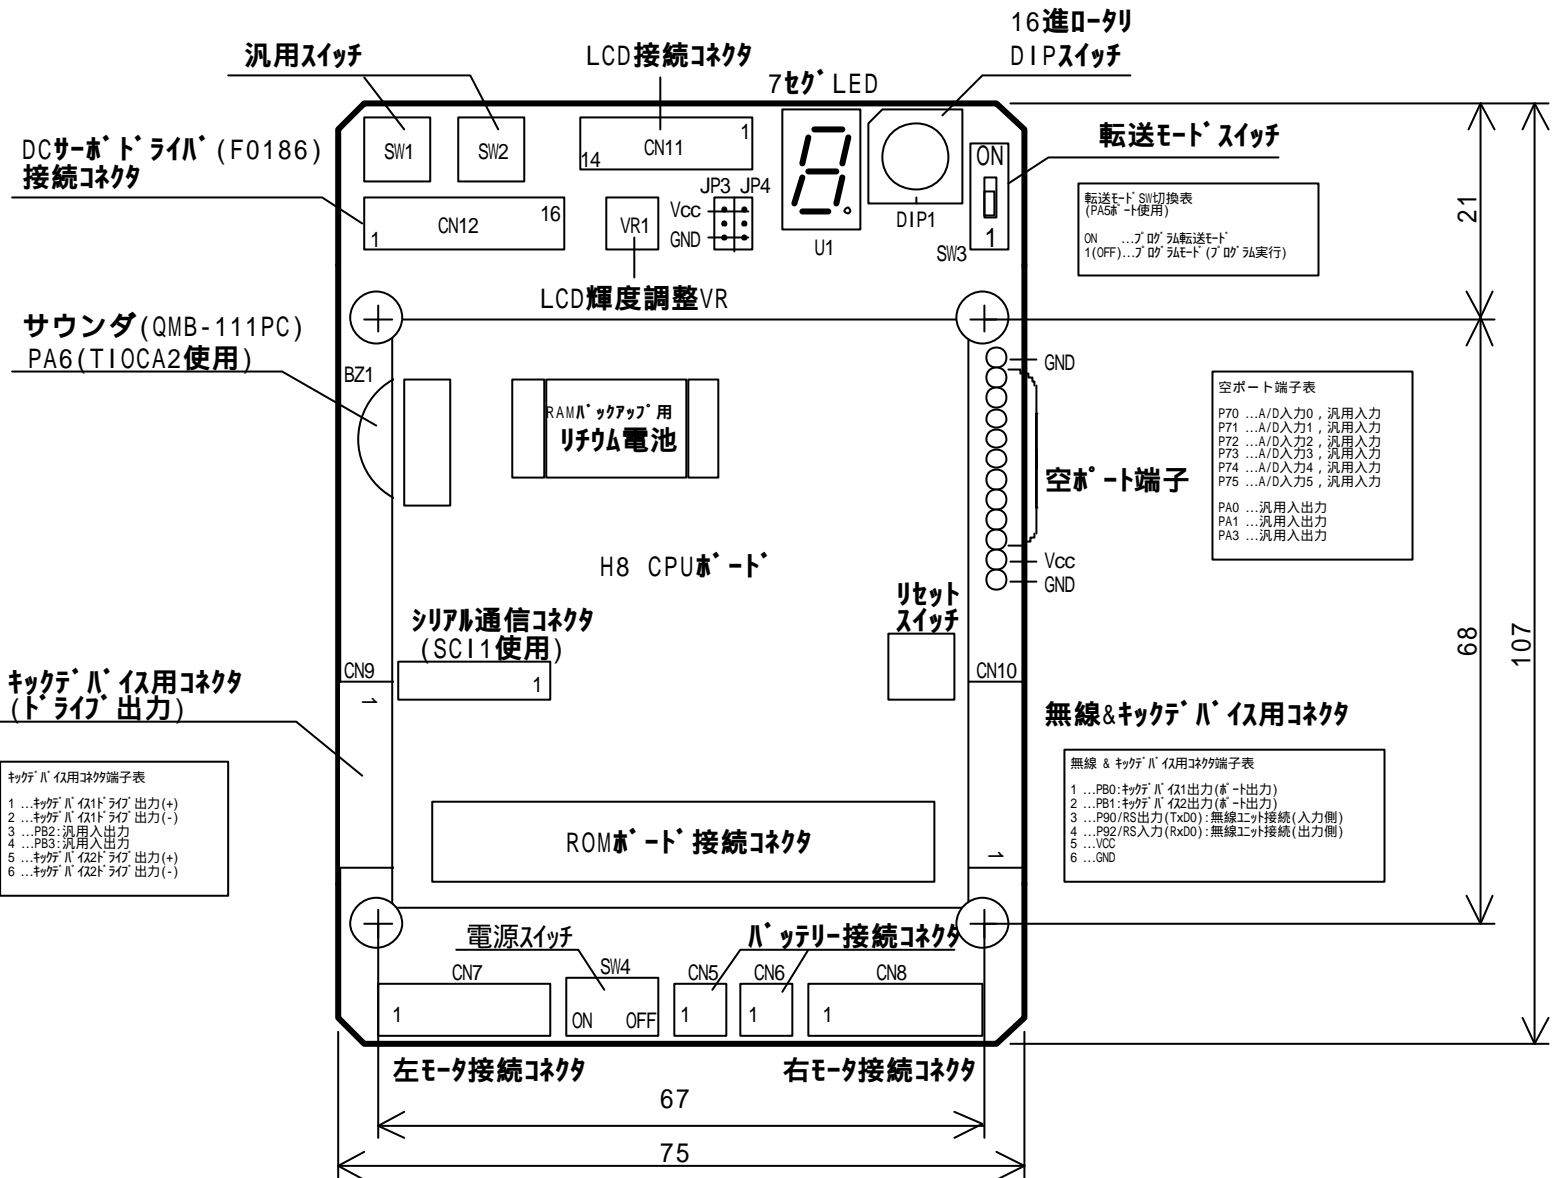 16進ロータリ
DIPスイッチ
汎用スイッチ
LCD接続コネクタ
7セグLED
転送モードスイッチ
DCサーボドライバ(F0186)
接続コネクタ
SW1
SW2
1
CN11
14
ON
1
SW3
DIP1
U1
JP3 JP4
Vcc
GND
VR1
16
CN12
1
LCD輝度調整VR
転送モードSW切換表
(PA5ポート使用)
ON ...プログラム転送モード
1(OFF)...プログラムモード(プログラム実行)
21
サウンダ(QMB-111PC)
PA6(TIOCA2使用)
BZ1
RAMバックアップ用
リチウム電池
GND
空ポート端子
Vcc
GND
空ポート端子表
P70 ...A/D入力0,汎用入力
P71 ...A/D入力1,汎用入力
P72 ...A/D入力2,汎用入力
P73 ...A/D入力3,汎用入力
P74 ...A/D入力4,汎用入力
P75 ...A/D入力5,汎用入力
PA0 ...汎用入出力
PA1 ...汎用入出力
PA3 ...汎用入出力
H8 CPUボード
リセット
スイッチ
シリアル通信コネクタ
(SCI1使用)
1
CN9
1
CN10
68
107
キックデバイス用コネクタ
(ドライブ出力)
無線&キックデバイス用コネクタ
キックデバイス用コネクタ端子表
1 ...キックデバイス1ドライブ出力(+)
2 ...キックデバイス1ドライブ出力(-)
3 ...PB2:汎用入出力
4 ...PB3:汎用入出力
5 ...キックデバイス2ドライブ出力(+)
6 ...キックデバイス2ドライブ出力(-)
無線 & キックデバイス用コネクタ端子表
1 ...PB0:キックデバイス1出力(ポート出力)
2 ...PB1:キックデバイス2出力(ポート出力)
3 ...P90/RS出力(TxD0):無線ユニット接続(入力側)
4 ...P92/RS入力(RxD0):無線ユニット接続(出力側)
5 ...VCC
6 ...GND
ROMボード接続コネクタ
1
電源スイッチ
バッテリー接続コネクタ
CN7
SW4
CN5
CN6
CN8
1
ON OFF
1
1
1
左モータ接続コネクタ
右モータ接続コネクタ
67
75